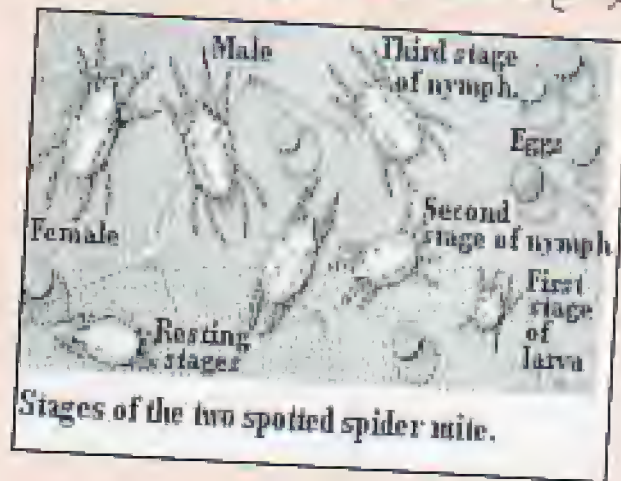 Male
Third stage
of nymph.
Eggs
Second
stage of nymph
Female
First
stage
of
larva
Resting
stages
Stages of the two spotted spider mite.